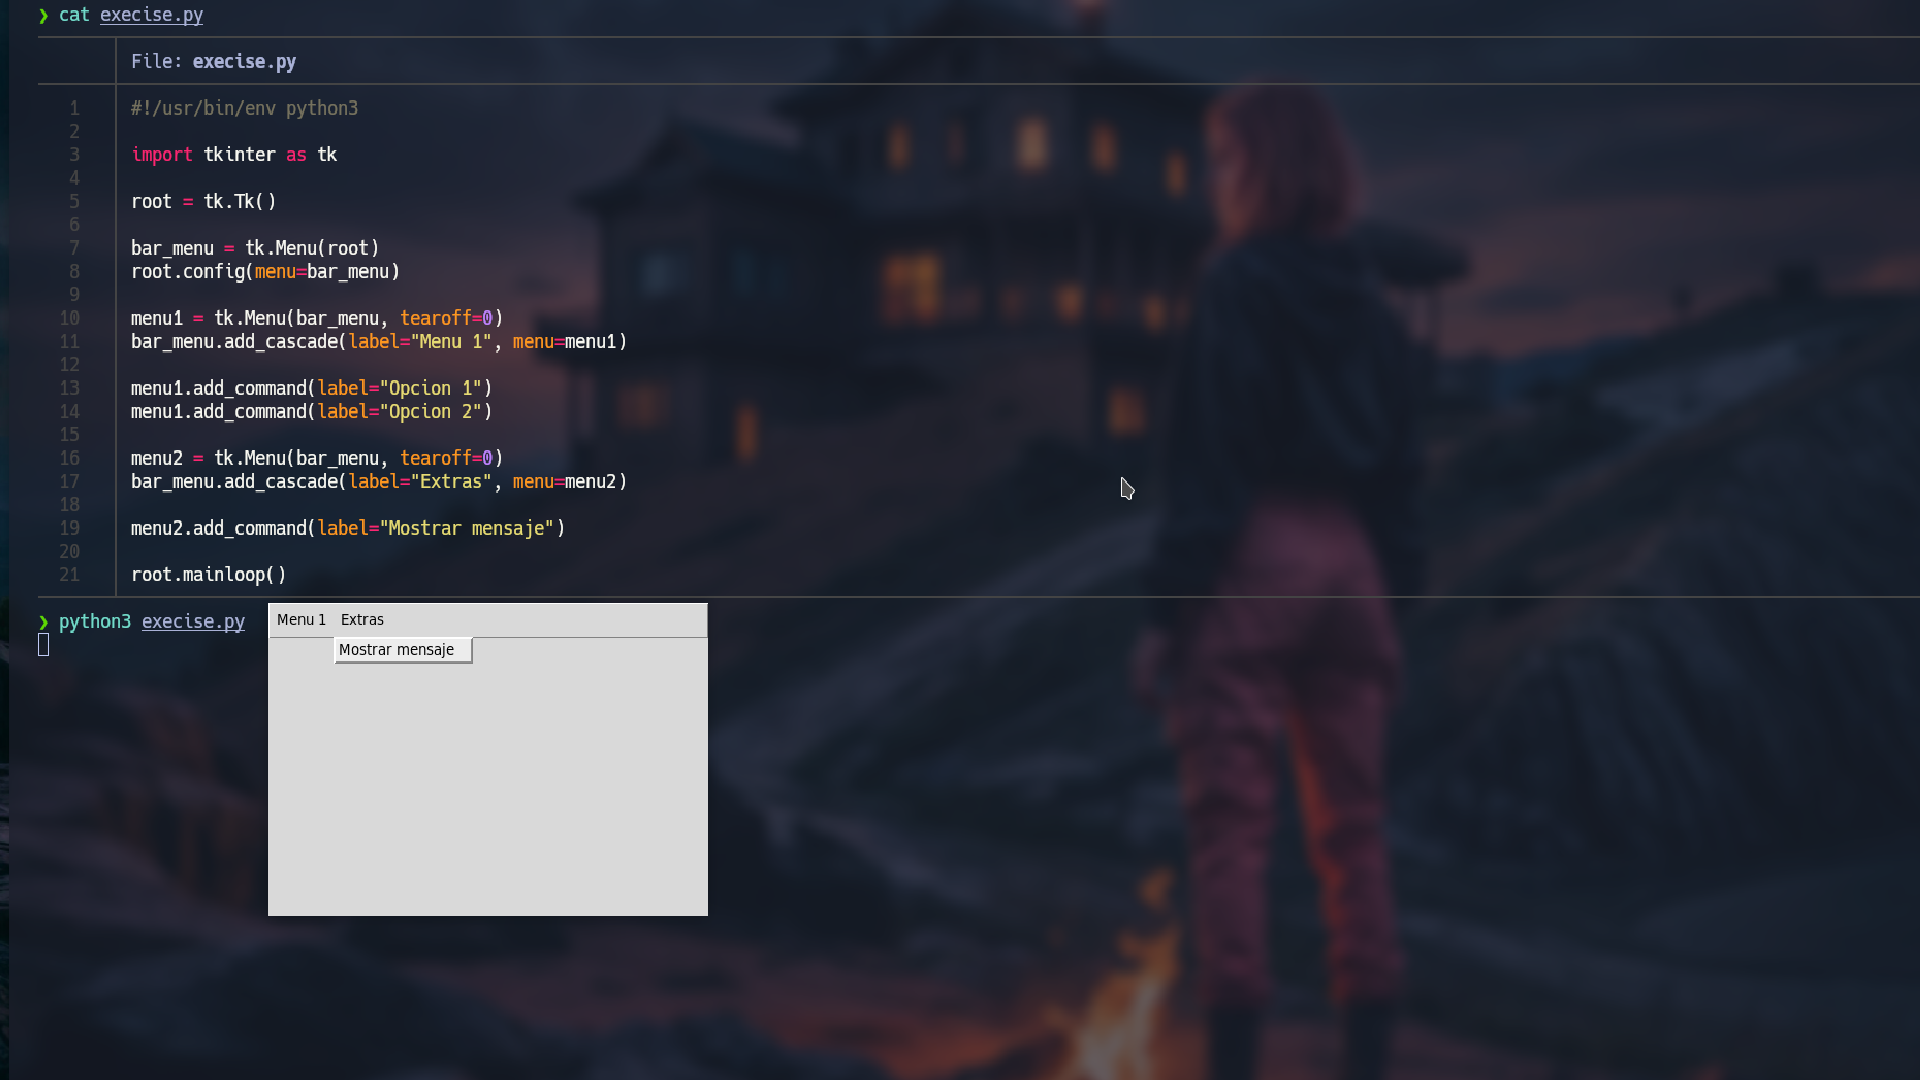 ❯ cat execise.py
File: execise.py
1 #!/usr/bin/env python3
2
3 import tkinter as tk
4
5 root = tk.Tk()
6
7 bar_menu = tk.Menu(root)
8 root.config(menu=bar_menu)
9
10 menu1 = tk.Menu(bar_menu, tearoff=0)
11 bar_menu.add_cascade(label="Menu 1", menu=menu1)
12
13 menu1.add_command(label="Opcion 1")
14 menu1.add_command(label="Opcion 2")
15
16 menu2 = tk.Menu(bar_menu, tearoff=0)
17 bar_menu.add_cascade(label="Extras", menu=menu2)
18
19 menu2.add_command(label="Mostrar mensaje")
20
21 root.mainloop()
❯ python3 execise.py
Menu 1 Extras
Mostrar mensaje